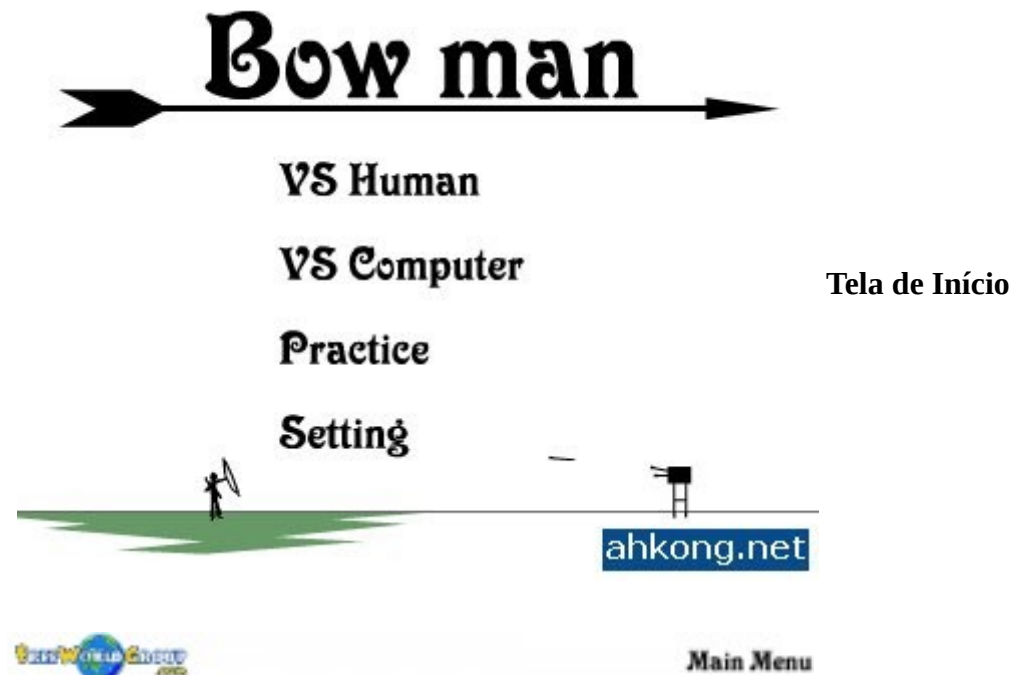 Bow man
VS Human
VS Computer
Tela de Início
Practice
Setting
ahkong.net
Main Menu